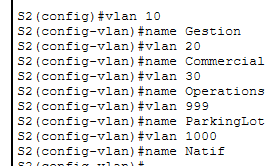 S2(config)#vlan 10
S2(config-vlan)#name Gestion
S2(config-vlan)#vlan 20
S2(config-vlan)#name Commercial
S2(config-vlan)#vlan 30
S2(config-vlan)#name Operations
S2(config-vlan)#vlan 999
S2(config-vlan)#name ParkingLot
S2(config-vlan)#vlan 1000
S2(config-vlan)#name Natif
S2(config-vlan)#